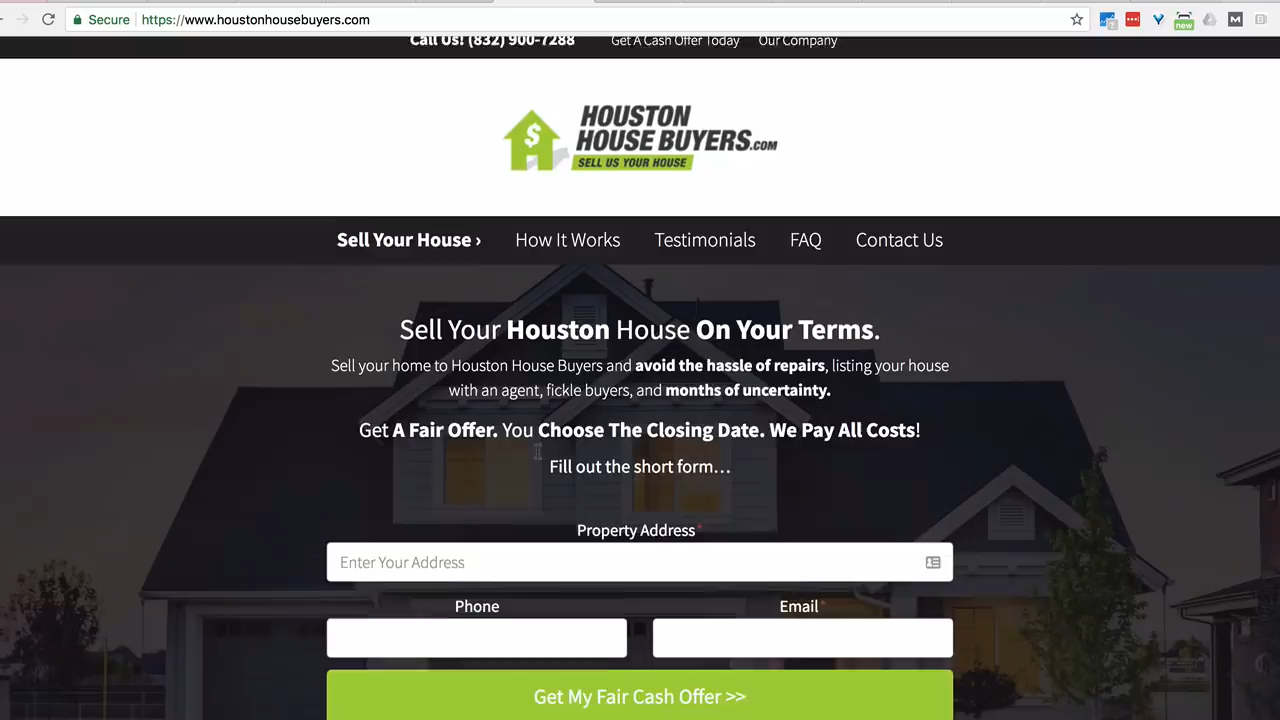 Secure https://www.houstonhousebuyers.com
new
Call Us! (832) 900-7288 Get A Cash Offer Today Our Company
$
HOUSTON
HOUSE BUYERS.COM
SELL US YOUR HOUSE
Sell Your House › How It Works Testimonials FAQ Contact Us
Sell Your Houston House On Your Terms.
Sell your home to Houston House Buyers and avoid the hassle of repairs, listing your house
with an agent, fickle buyers, and months of uncertainty.
Get A Fair Offer. You Choose The Closing Date. We Pay All Costs!
Fill out the short form…
Property Address*
Enter Your Address
Phone Email*
Get My Fair Cash Offer >>